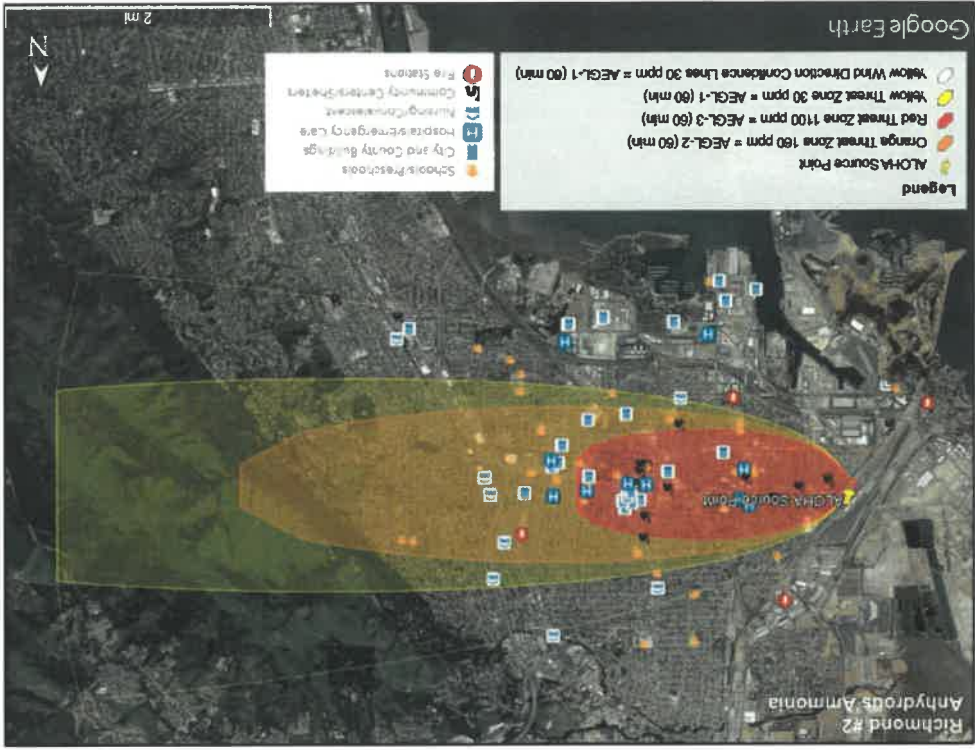 Richmond #2
Anhydrous Ammonia
ALOHA Source Point
Legend
ALOHA Source Point
Orange Threat Zone 160 ppm = AEGL-2 (60 min)
Red Threat Zone 1100 ppm = AEGL-3 (60 min)
Yellow Threat Zone 30 ppm = AEGL-1 (60 min)
Yellow Wind Direction Confidence Lines 30 ppm = AEGL-1 (60 min)
Schools/Preschools
City and County Buildings
Hospitals/Emergency Care
Nursing/Convalescent
Community Centers/Shelters
Fire Stations
N
2 mi
Google Earth